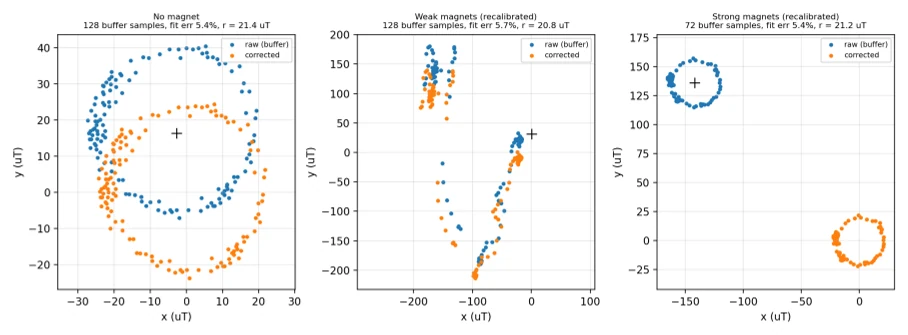 No magnet
128 buffer samples, fit err 5.4%, r = 21.4 uT
raw (buffer)
corrected
40
30
20
10
0
−10
−20
y (uT)
−30
−20
−10
0
10
20
30
x (uT)
Weak magnets (recalibrated)
128 buffer samples, fit err 5.7%, r = 20.8 uT
raw (buffer)
corrected
200
150
100
50
0
−50
−100
−150
−200
y (uT)
−200
−100
0
100
x (uT)
Strong magnets (recalibrated)
72 buffer samples, fit err 5.4%, r = 21.2 uT
raw (buffer)
corrected
175
150
125
100
75
50
25
0
−25
y (uT)
−150
−100
−50
0
x (uT)